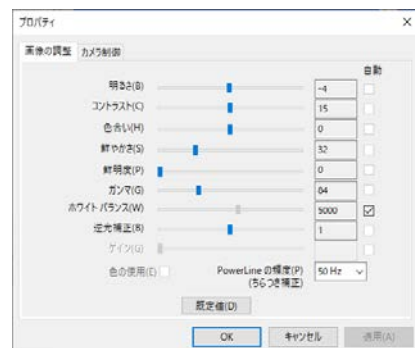 プロパティ
画像の調整 カメラ制御
自動
明るさ(B) -4
コントラスト(C) 15
色合い(H) 0
鮮やかさ(S) 32
鮮明度(P) 0
ガンマ(G) 84
ホワイト バランス(W) 5000
逆光補正(B) 1
ゲイン(G)
色の使用(E) PowerLine の頻度(P) 50 Hz
(ちらつき補正)
既定値(D)
OK キャンセル 適用(A)